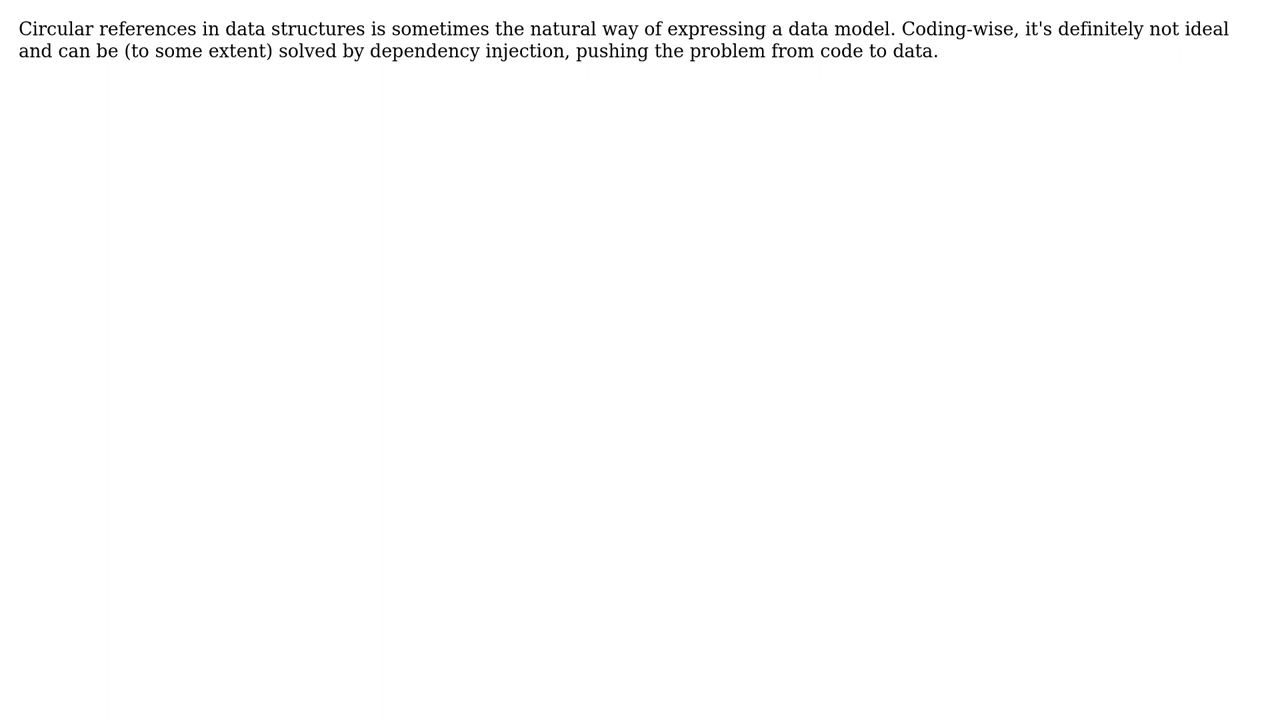 Circular references in data structures is sometimes the natural way of expressing a data model. Coding-wise, it's definitely not ideal
and can be (to some extent) solved by dependency injection, pushing the problem from code to data.